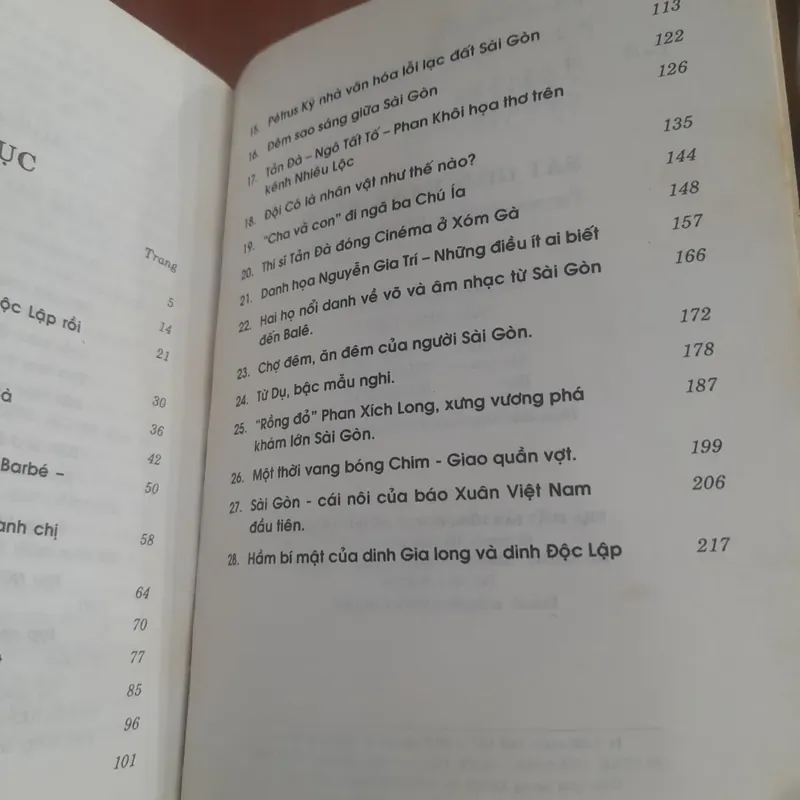 ỤC
Trang
5
ộc Lập rồi 14
21
à 30
36
42
Barbé – 50
anh chị 58
64
70
77
85
96
101
15. Pétrus Ký nhà văn hóa lỗi lạc đất Sài Gòn 113
16. Đêm sao sáng giữa Sài Gòn 122
17. Tản Đà – Ngô Tất Tố – Phan Khôi họa thơ trên 126
kênh Nhiêu Lộc
18. Đội Có là nhân vật như thế nào? 135
19. "Cha và con" đi ngã ba Chú Ía 144
20. Thi sĩ Tản Đà đóng Cinéma ở Xóm Gà 148
21. Danh họa Nguyễn Gia Trí – Những điều ít ai biết 157
22. Hai họ nổi danh về võ và âm nhạc từ Sài Gòn 166
đến Balê.
23. Chợ đêm, ăn đêm của người Sài Gòn. 172
24. Từ Dụ, bậc mẫu nghi. 178
25. "Rồng đỏ" Phan Xích Long, xưng vương phá 187
khám lớn Sài Gòn.
26. Một thời vang bóng Chim - Giao quần vợt. 199
27. Sài Gòn - cái nôi của báo Xuân Việt Nam 206
đầu tiên.
28. Hầm bí mật của dinh Gia long và dinh Độc Lập 217